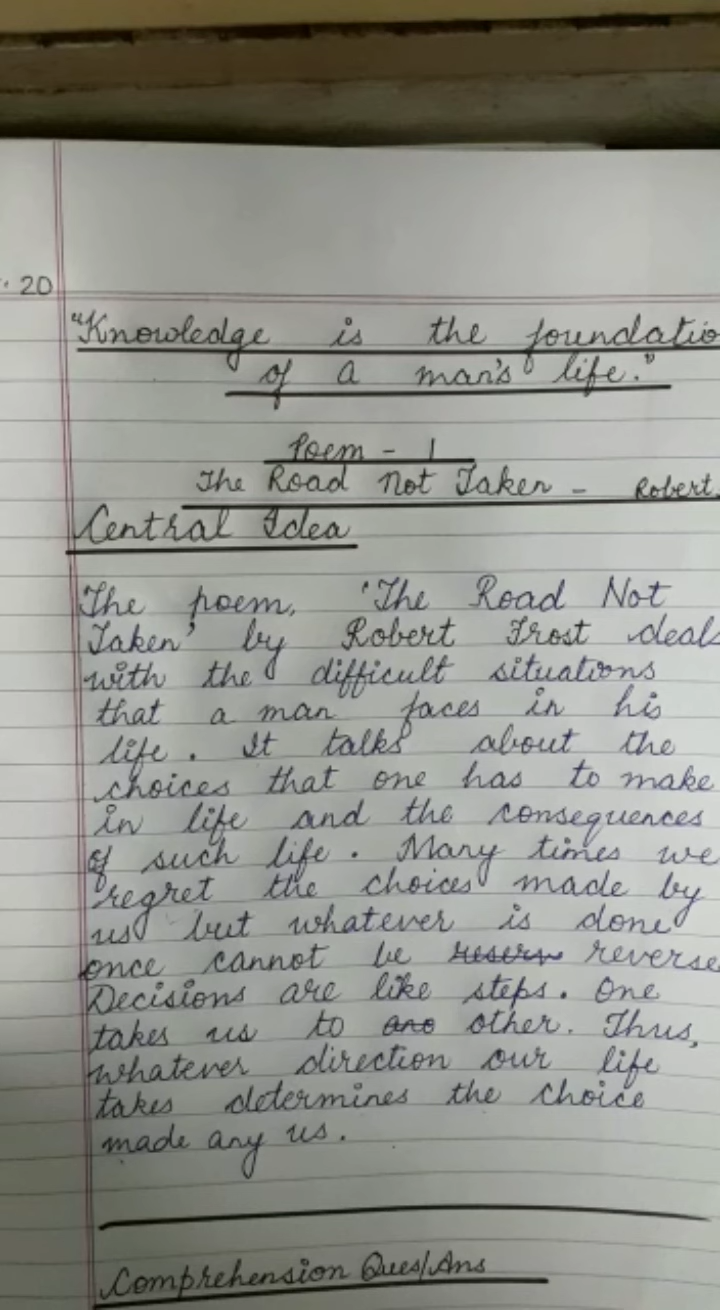 . 20
"Knowledge is the foundatio
of a man's life."
Poem - 1
The Road Not Taken - Robert
Central Idea
The poem, 'The Road Not
Taken' by Robert Frost deals
with the difficult situations
that a man faces in his
life. It talks about the
choices that one has to make
in life and the consequences
of such life. Many times we
regret the choices made by
us but whatever is done
once cannot be reverse
Decisions are like steps. One
takes us to other. Thus,
whatever direction our life
takes determines the choice
made any us.
Comprehension Ques/Ans